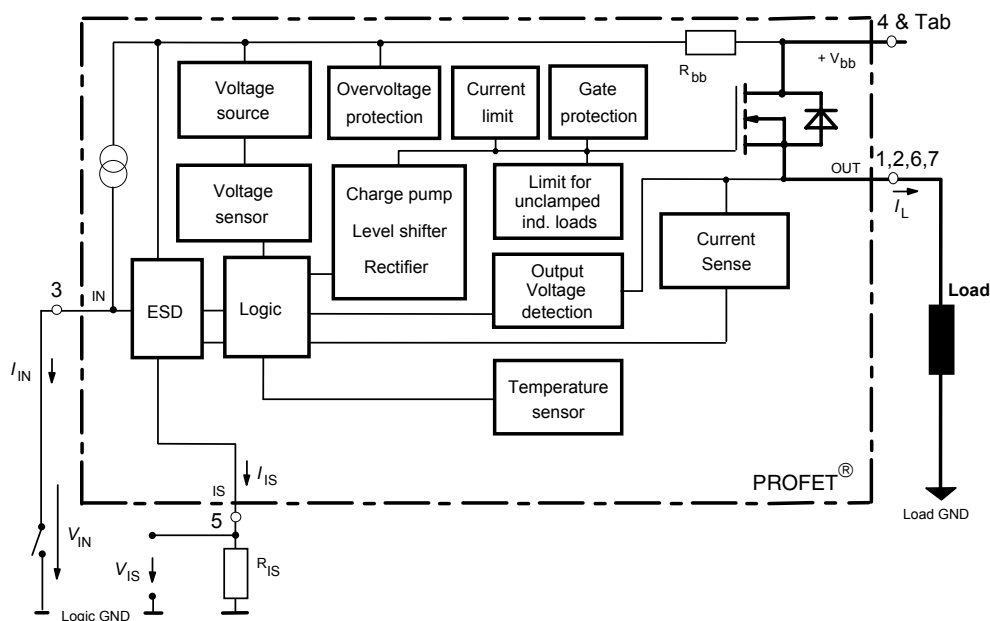 4 & Tab
R bb
+ V bb
Voltage
source
Overvoltage
protection
Current
limit
Gate
protection
Voltage
sensor
Charge pump
Level shifter
Rectifier
Limit for
unclamped
ind. loads
OUT
1,2,6,7
I L
Current
Sense
3
IN
ESD
Logic
Output
Voltage
detection
Load
I IN
Temperature
sensor
I IS
IS
PROFET®
Load GND
5
V IN
V IS
R IS
Logic GND